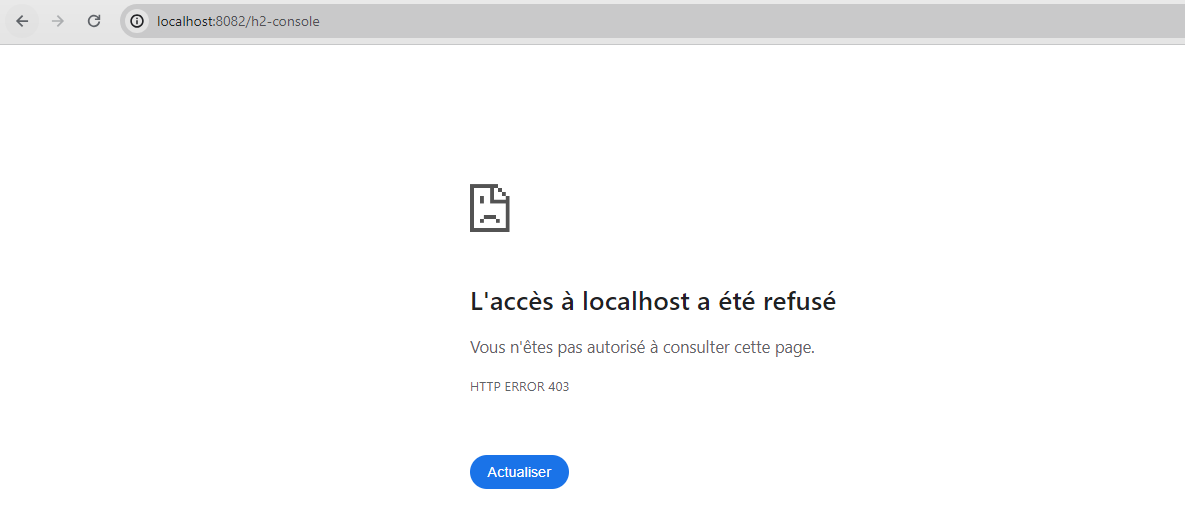 localhost:8082/h2-console
L'accès à localhost a été refusé
Vous n'êtes pas autorisé à consulter cette page.
HTTP ERROR 403
Actualiser